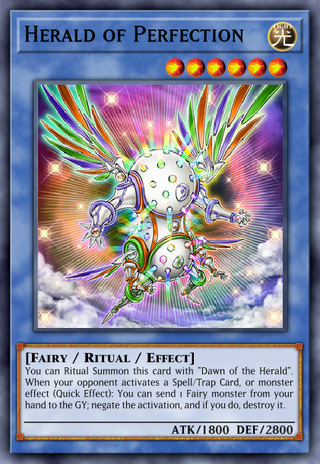 Herald of Perfection
LIGHT
光
[Fairy / Ritual / Effect]
You can Ritual Summon this card with "Dawn of the Herald".
When your opponent activates a Spell/Trap Card, or monster
effect (Quick Effect): You can send 1 Fairy monster from your
hand to the GY; negate the activation, and if you do, destroy it.
ATK/1800 DEF/2800